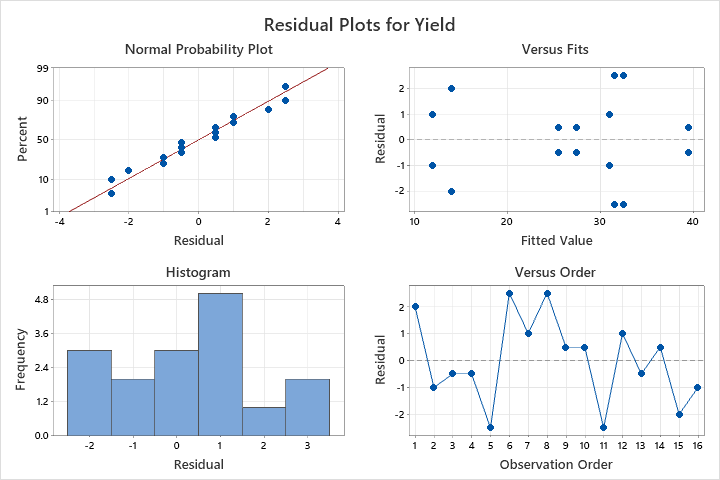 Residual Plots for Yield
Normal Probability Plot
99
90
50
10
1
Percent
-4 -2 0 2 4
Residual
Versus Fits
2
1
0
-1
-2
Residual
10 20 30 40
Fitted Value
Histogram
4.8
3.6
2.4
1.2
0.0
Frequency
-2 -1 0 1 2 3
Residual
Versus Order
2
1
0
-1
-2
Residual
1 2 3 4 5 6 7 8 9 10 11 12 13 14 15 16
Observation Order